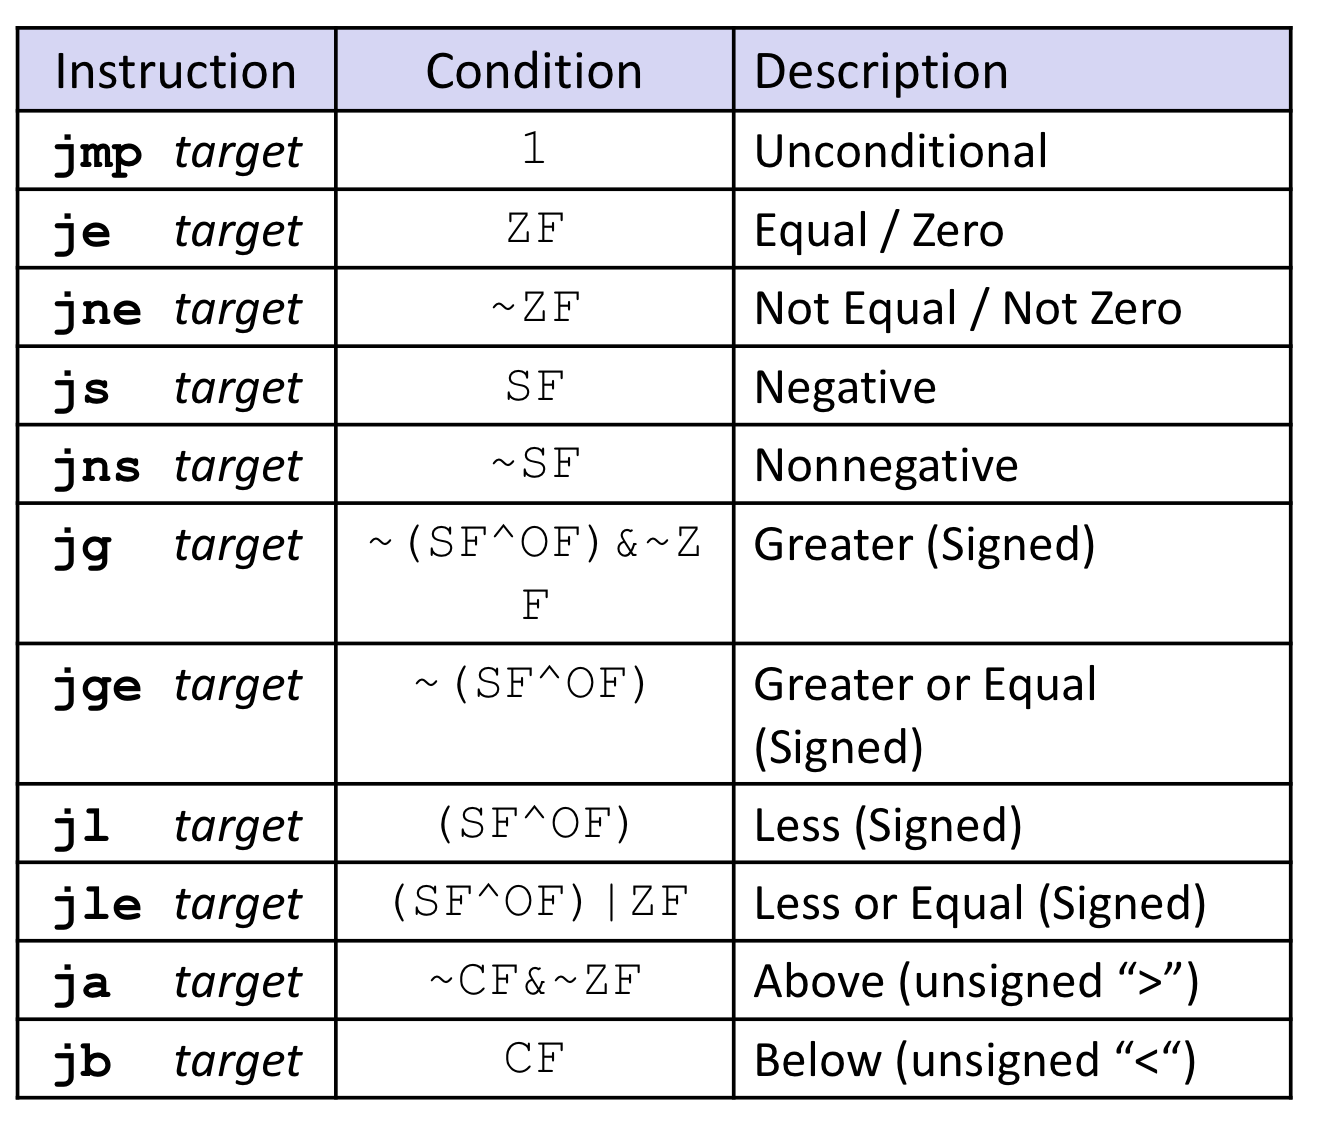 Instruction Condition Description
jmp target 1 Unconditional
je target ZF Equal / Zero
jne target ~ZF Not Equal / Not Zero
js target SF Negative
jns target ~SF Nonnegative
jg target ~(SF^OF)&~Z Greater (Signed)
F
jge target ~(SF^OF) Greater or Equal
(Signed)
jl target (SF^OF) Less (Signed)
jle target (SF^OF)|ZF Less or Equal (Signed)
ja target ~CF&~ZF Above (unsigned “>”)
jb target CF Below (unsigned “<“)